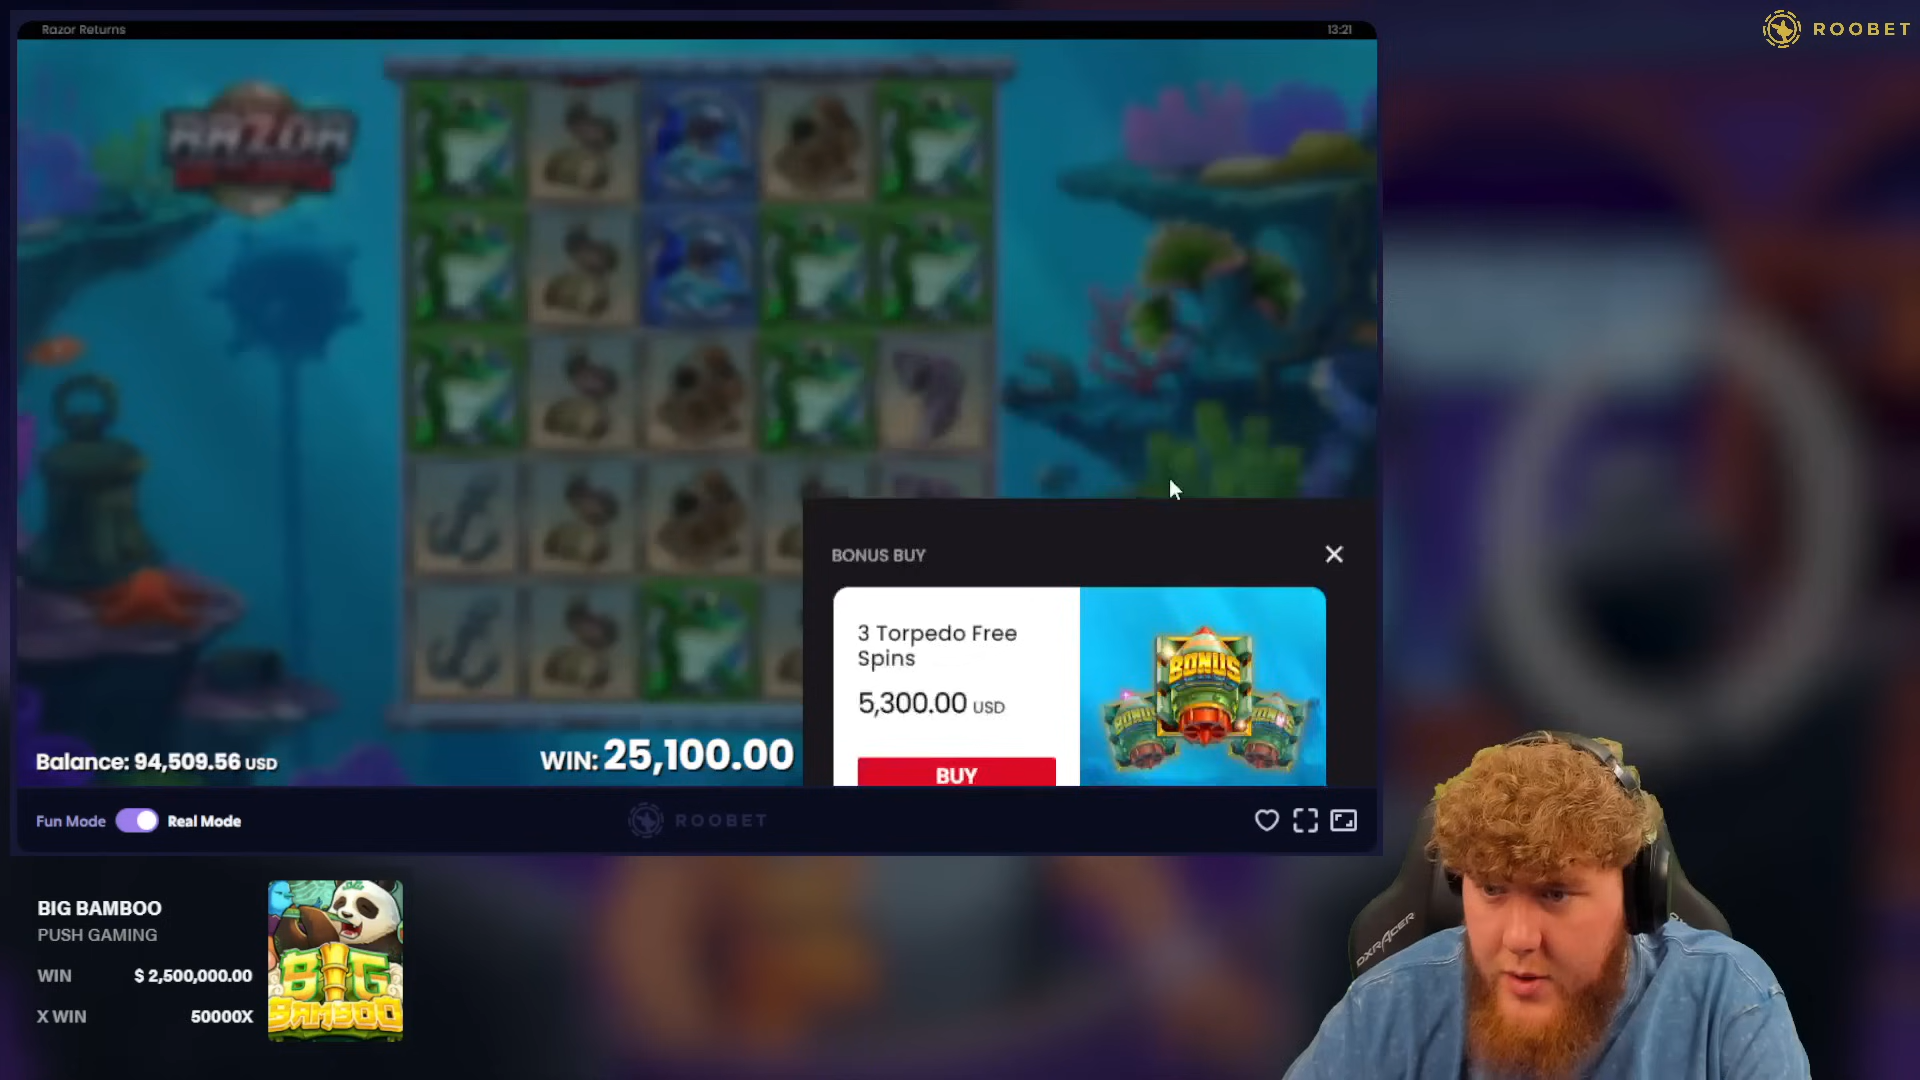 Razor Returns
13:21
ROOBET
RAZOR
BONUS BUY
3 Torpedo Free
Spins
5,300.00 USD
BUY
BONUS
Balance: 94,509.56 USD
WIN: 25,100.00
Fun Mode
Real Mode
ROOBET
BIG BAMBOO
PUSH GAMING
WIN
$ 2,500,000.00
X WIN
50000X
BIG
BAMBOO
DXRACER